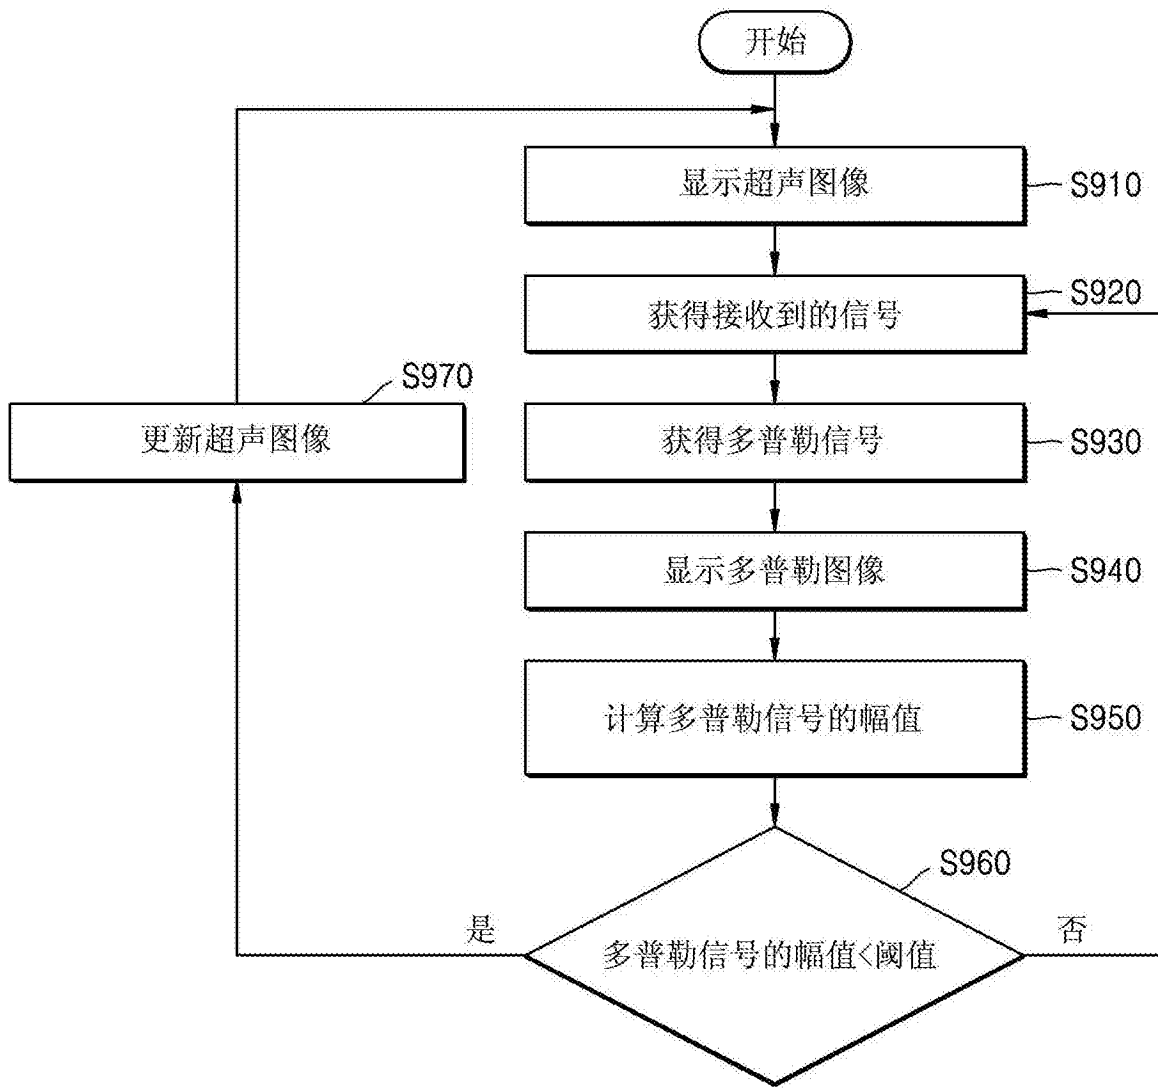 开始
显示超声图像
S910
获得接收到的信号
S920
S970
更新超声图像
获得多普勒信号
S930
显示多普勒图像
S940
计算多普勒信号的幅值
S950
S960
是
多普勒信号的幅值<阈值
否